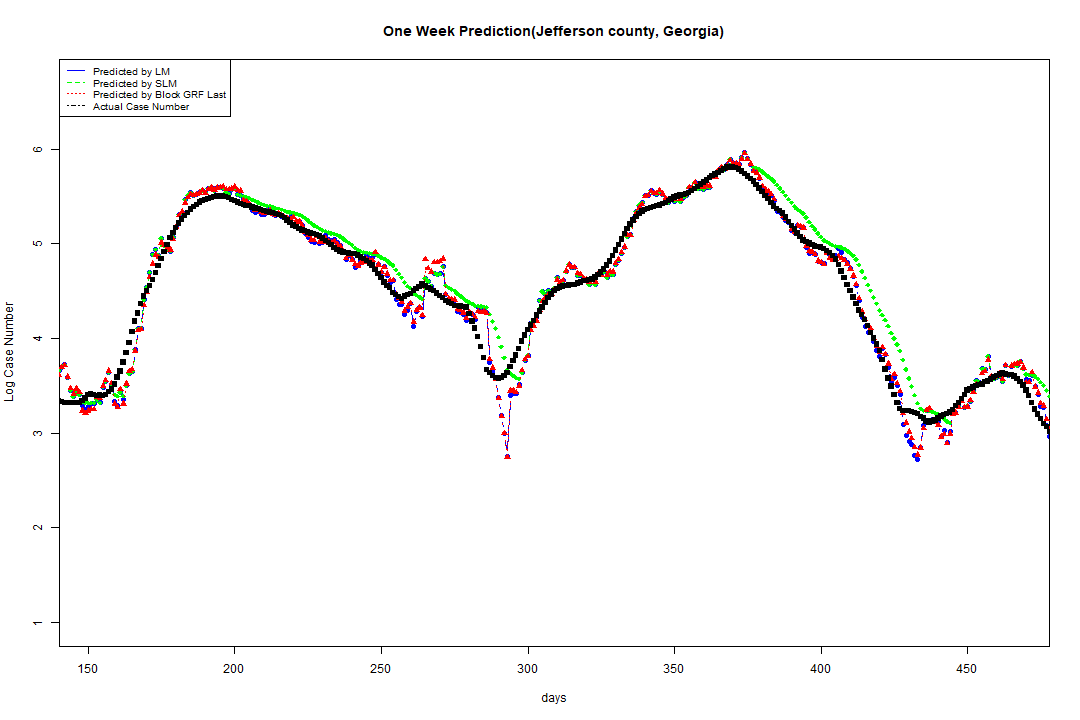 One Week Prediction(Jefferson county, Georgia)
Predicted by LM
Predicted by SLM
Predicted by Block GRF Last
Actual Case Number
6
5
4
3
2
1
Log Case Number
150 200 250 300 350 400 450
days